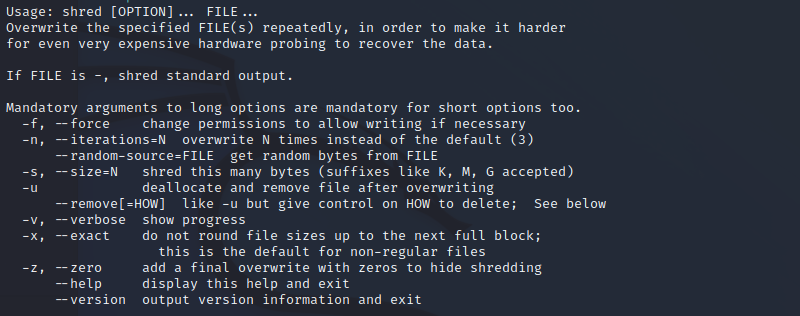 Usage: shred [OPTION]... FILE...
Overwrite the specified FILE(s) repeatedly, in order to make it harder
for even very expensive hardware probing to recover the data.

If FILE is -, shred standard output.

Mandatory arguments to long options are mandatory for short options too.
  -f, --force    change permissions to allow writing if necessary
  -n, --iterations=N  overwrite N times instead of the default (3)
      --random-source=FILE  get random bytes from FILE
  -s, --size=N   shred this many bytes (suffixes like K, M, G accepted)
  -u             deallocate and remove file after overwriting
      --remove[=HOW]  like -u but give control on HOW to delete;  See below
  -v, --verbose  show progress
  -x, --exact    do not round file sizes up to the next full block;
                   this is the default for non-regular files
  -z, --zero     add a final overwrite with zeros to hide shredding
      --help     display this help and exit
      --version  output version information and exit